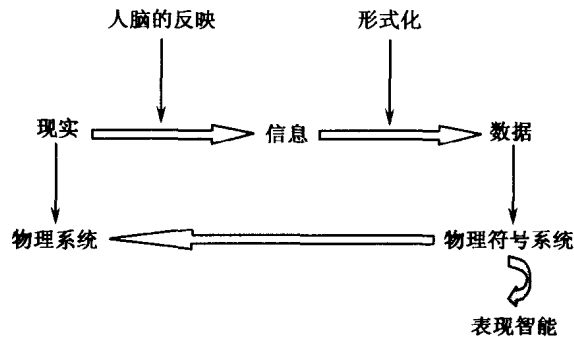 人脑的反映
形式化
现实
信息
数据
物理系统
物理符号系统
表现智能